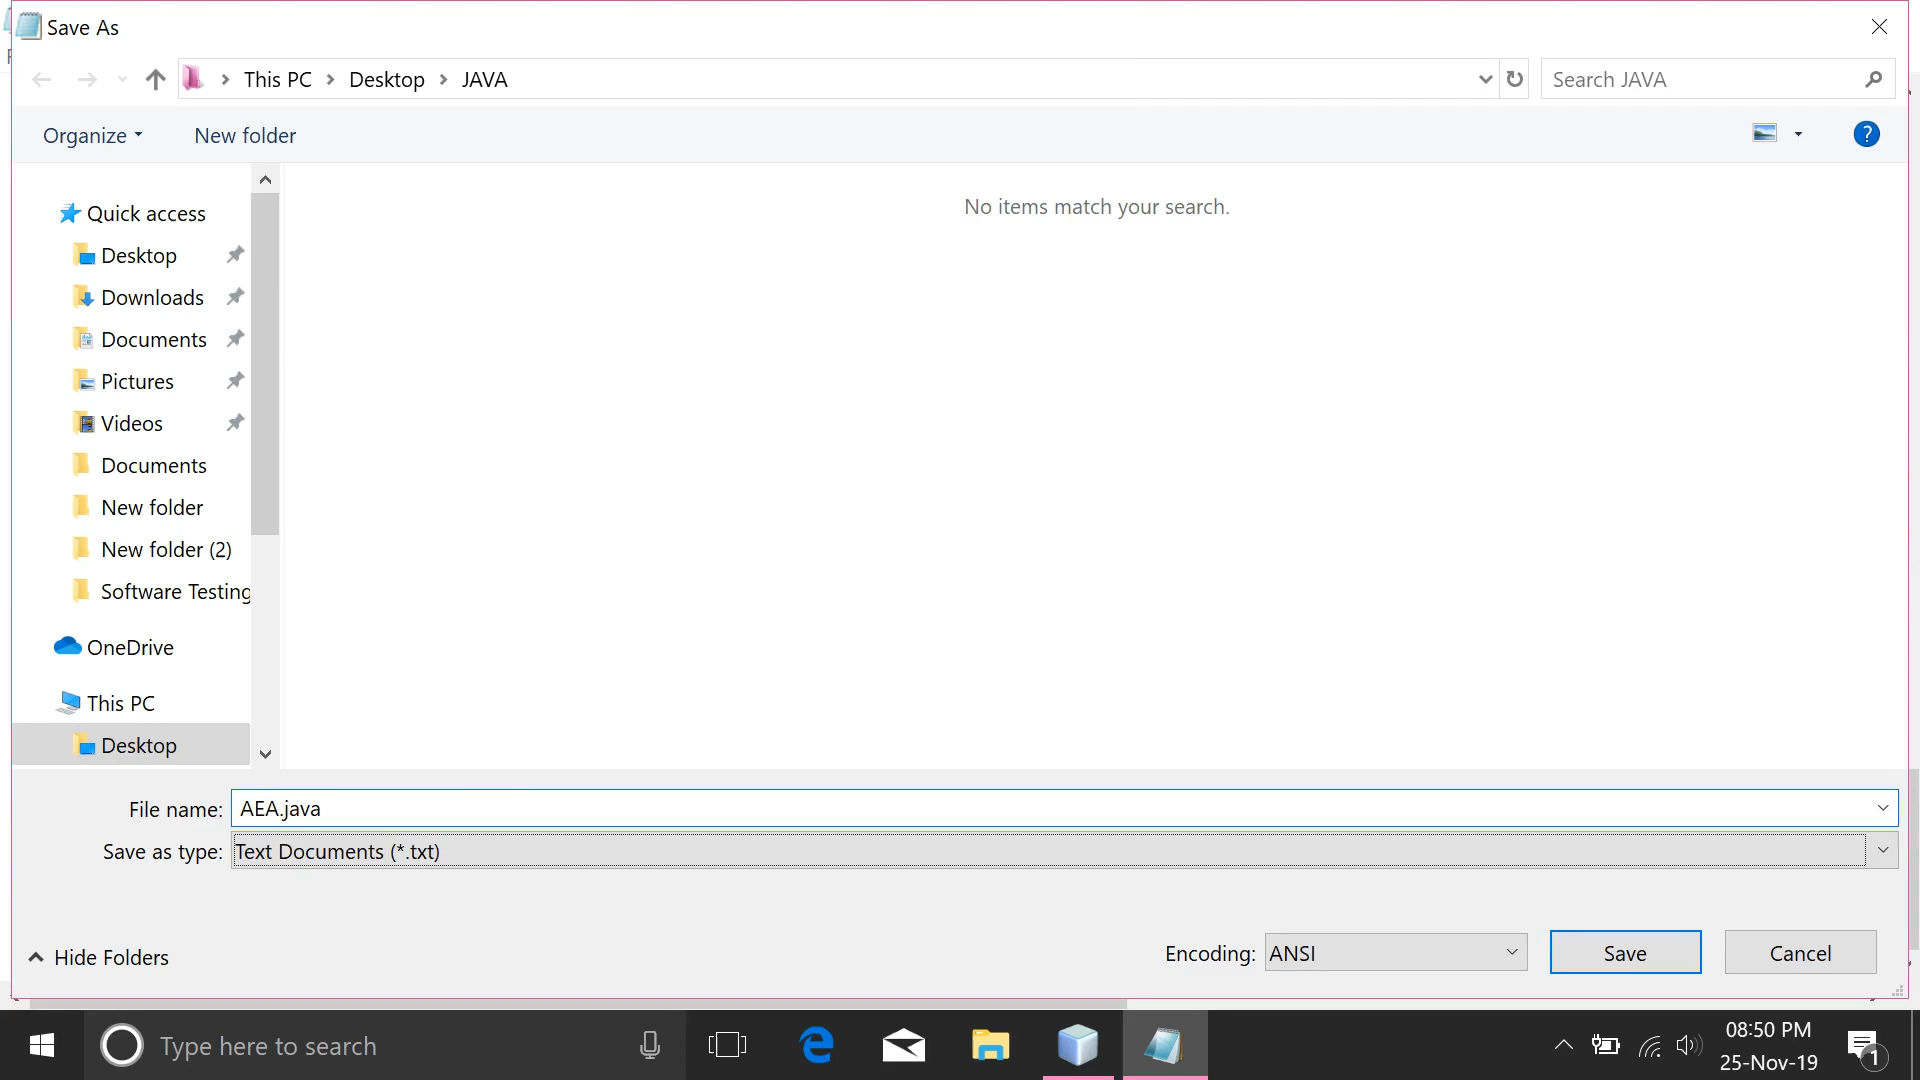 Save As
This PC
Desktop
JAVA
Search JAVA
Organize
New folder
?
No items match your search.
Quick access
Desktop
Downloads
Documents
Pictures
Videos
Documents
New folder
New folder (2)
Software Testing
OneDrive
This PC
Desktop
File name: AEA.java
Save as type: Text Documents (*.txt)
Hide Folders
Encoding: ANSI
Save
Cancel
Type here to search
08:50 PM
25-Nov-19
1